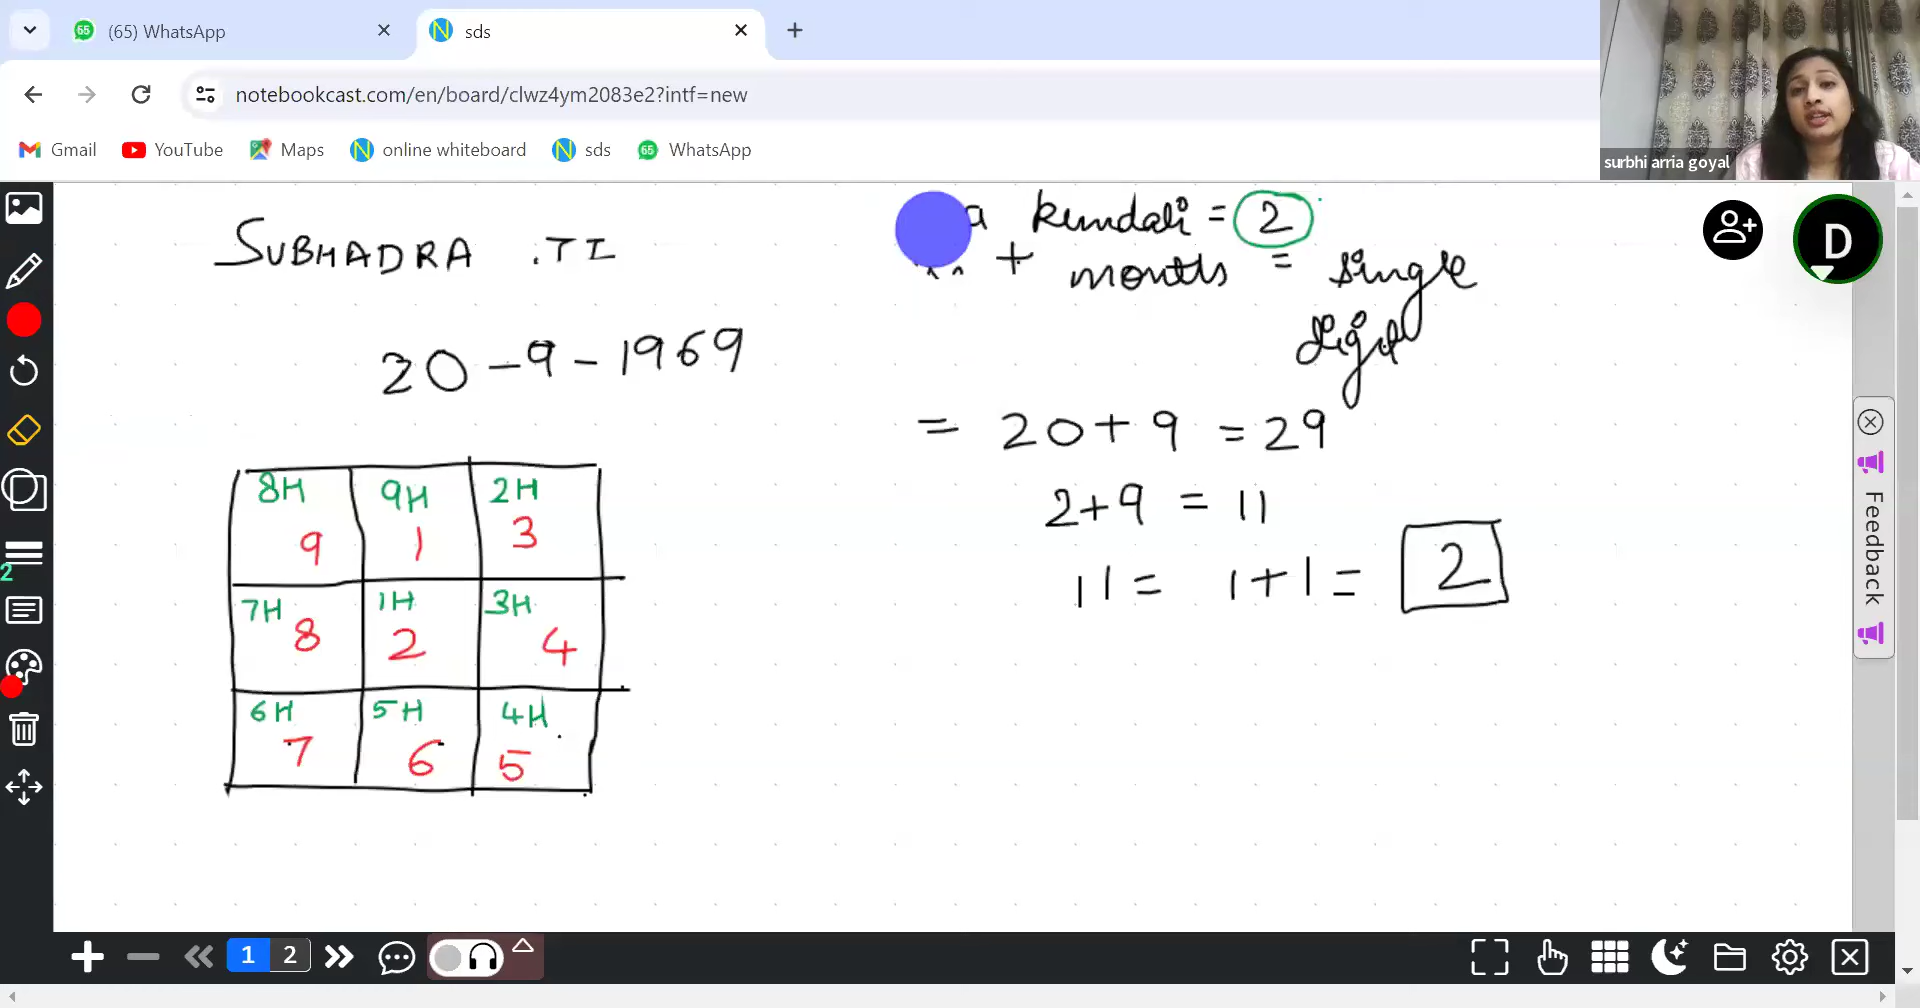 (65) WhatsApp
sds
notebookcast.com/en/board/clwz4ym2083e2?intf=new
Gmail
YouTube
Maps
online whiteboard
sds
65
WhatsApp
surbhi arria goyal
SUBHADRA .TI
20 - 9 - 1969
8H 9H 2H
9 1 3
7H 1H 3H
8 2 4
6H 5H 4H
7 6 5
a kundali = 2
+ months = single
digit
= 20 + 9 = 29
2 + 9 = 11
11 = 1 + 1 = 2
D
Feedback
2
1 2